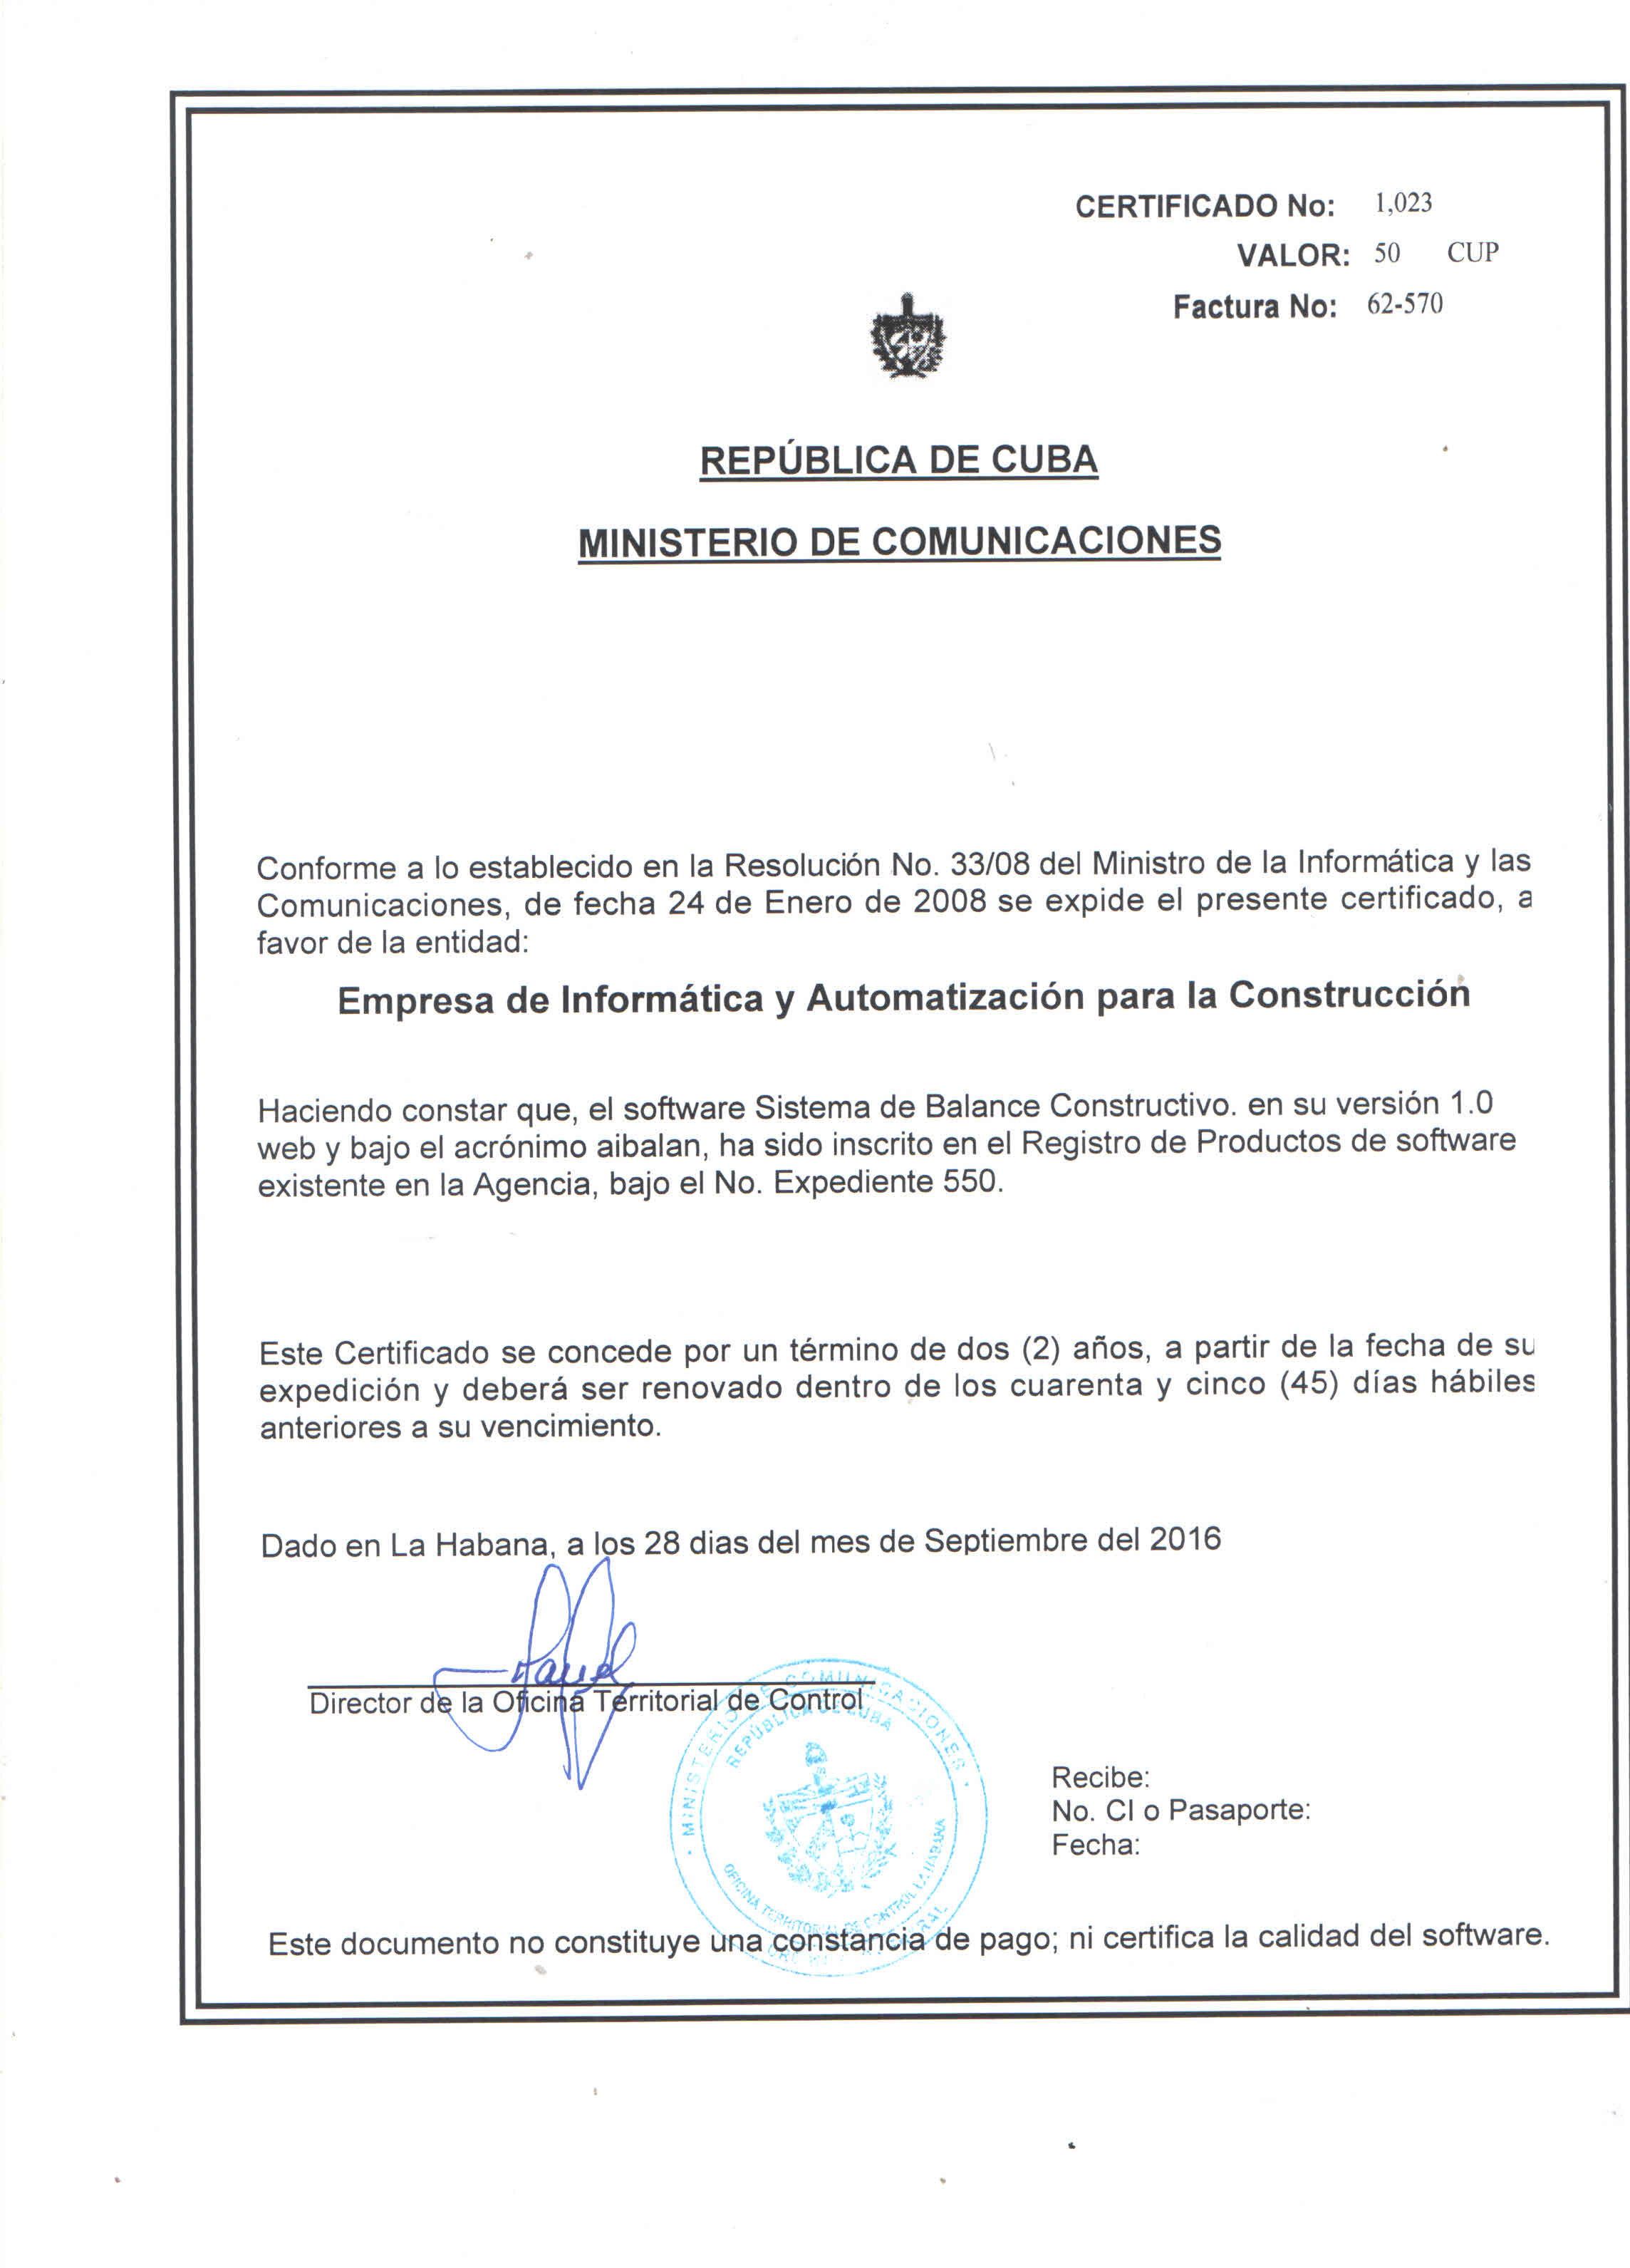 CERTIFICADO No: 1,023
VALOR: 50 CUP
Factura No: 62-570
REPÚBLICA DE CUBA
MINISTERIO DE COMUNICACIONES
Conforme a lo establecido en la Resolución No. 33/08 del Ministro de la Informática y las
Comunicaciones, de fecha 24 de Enero de 2008 se expide el presente certificado, a
favor de la entidad:
Empresa de Informática y Automatización para la Construcción
Haciendo constar que, el software Sistema de Balance Constructivo. en su versión 1.0
web y bajo el acrónimo aibalan, ha sido inscrito en el Registro de Productos de software
existente en la Agencia, bajo el No. Expediente 550.
Este Certificado se concede por un término de dos (2) años, a partir de la fecha de su
expedición y deberá ser renovado dentro de los cuarenta y cinco (45) días hábiles
anteriores a su vencimiento.
Dado en La Habana, a los 28 dias del mes de Septiembre del 2016
Director de la Oficina Territorial de Control
MINISTERIO DE COMUNICACIONES
REPÚBLICA DE CUBA
OFICINA TERRITORIAL DE CONTROL LA HABANA
Recibe:
No. CI o Pasaporte:
Fecha:
Este documento no constituye una constancia de pago; ni certifica la calidad del software.